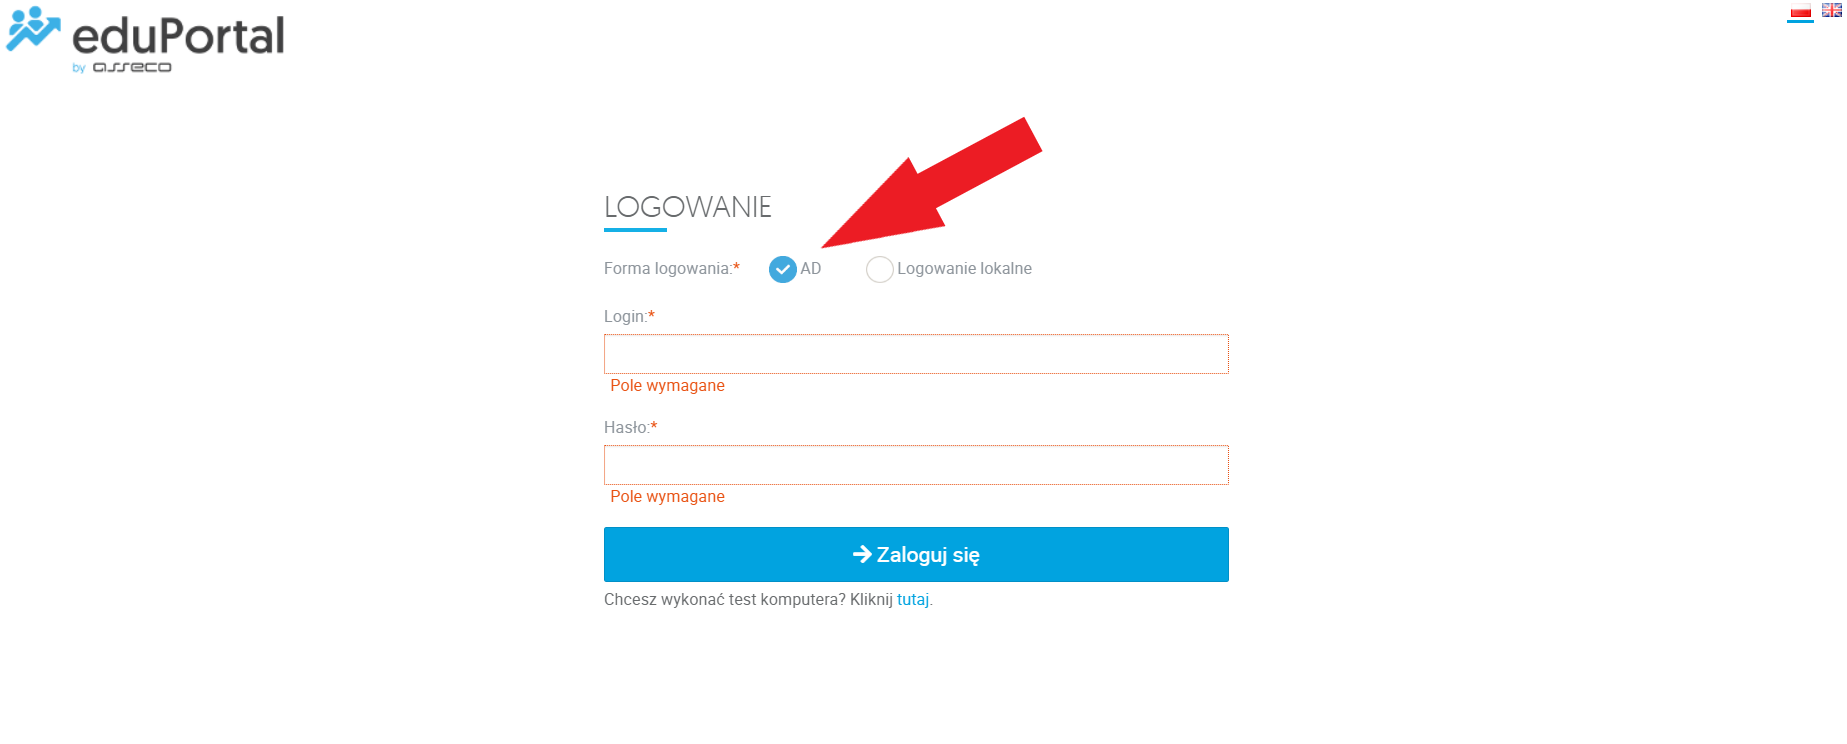 eduPortal
by asseco
LOGOWANIE
Forma logowania:* AD Logowanie lokalne
Login:*
Pole wymagane
Hasło:*
Pole wymagane
Zaloguj się
Chcesz wykonać test komputera? Kliknij tutaj.